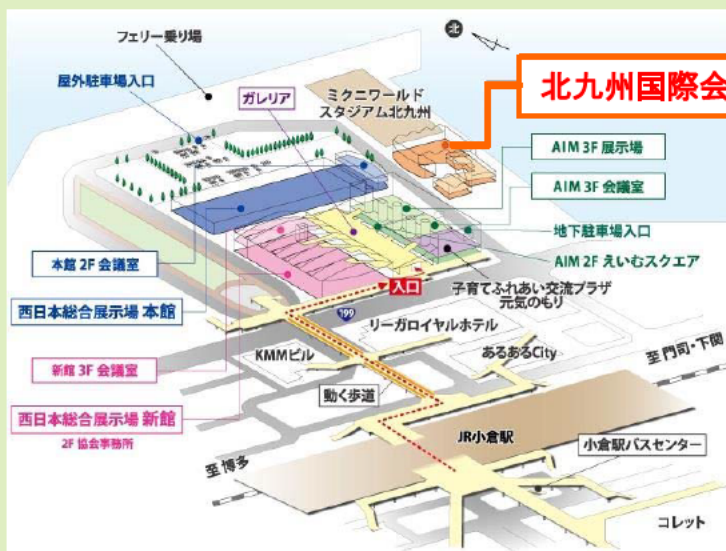 北
フェリー乗り場
屋外駐車場入口
ガレリア
ミクニワールド
スタジアム北九州
北九州国際会
AIM 3F 展示場
AIM 3F 会議室
地下駐車場入口
AIM 2F えいむスクエア
本館 2F 会議室
入口
子育てふれあい交流プラザ
元気のもり
西日本総合展示場 本館
199
リーガロイヤルホテル
KMMビル
あるあるCity
至 門司・下関
新館 3F 会議室
動く歩道
西日本総合展示場 新館
2F 協会事務所
JR小倉駅
小倉駅バスセンター
至 博多
コレット